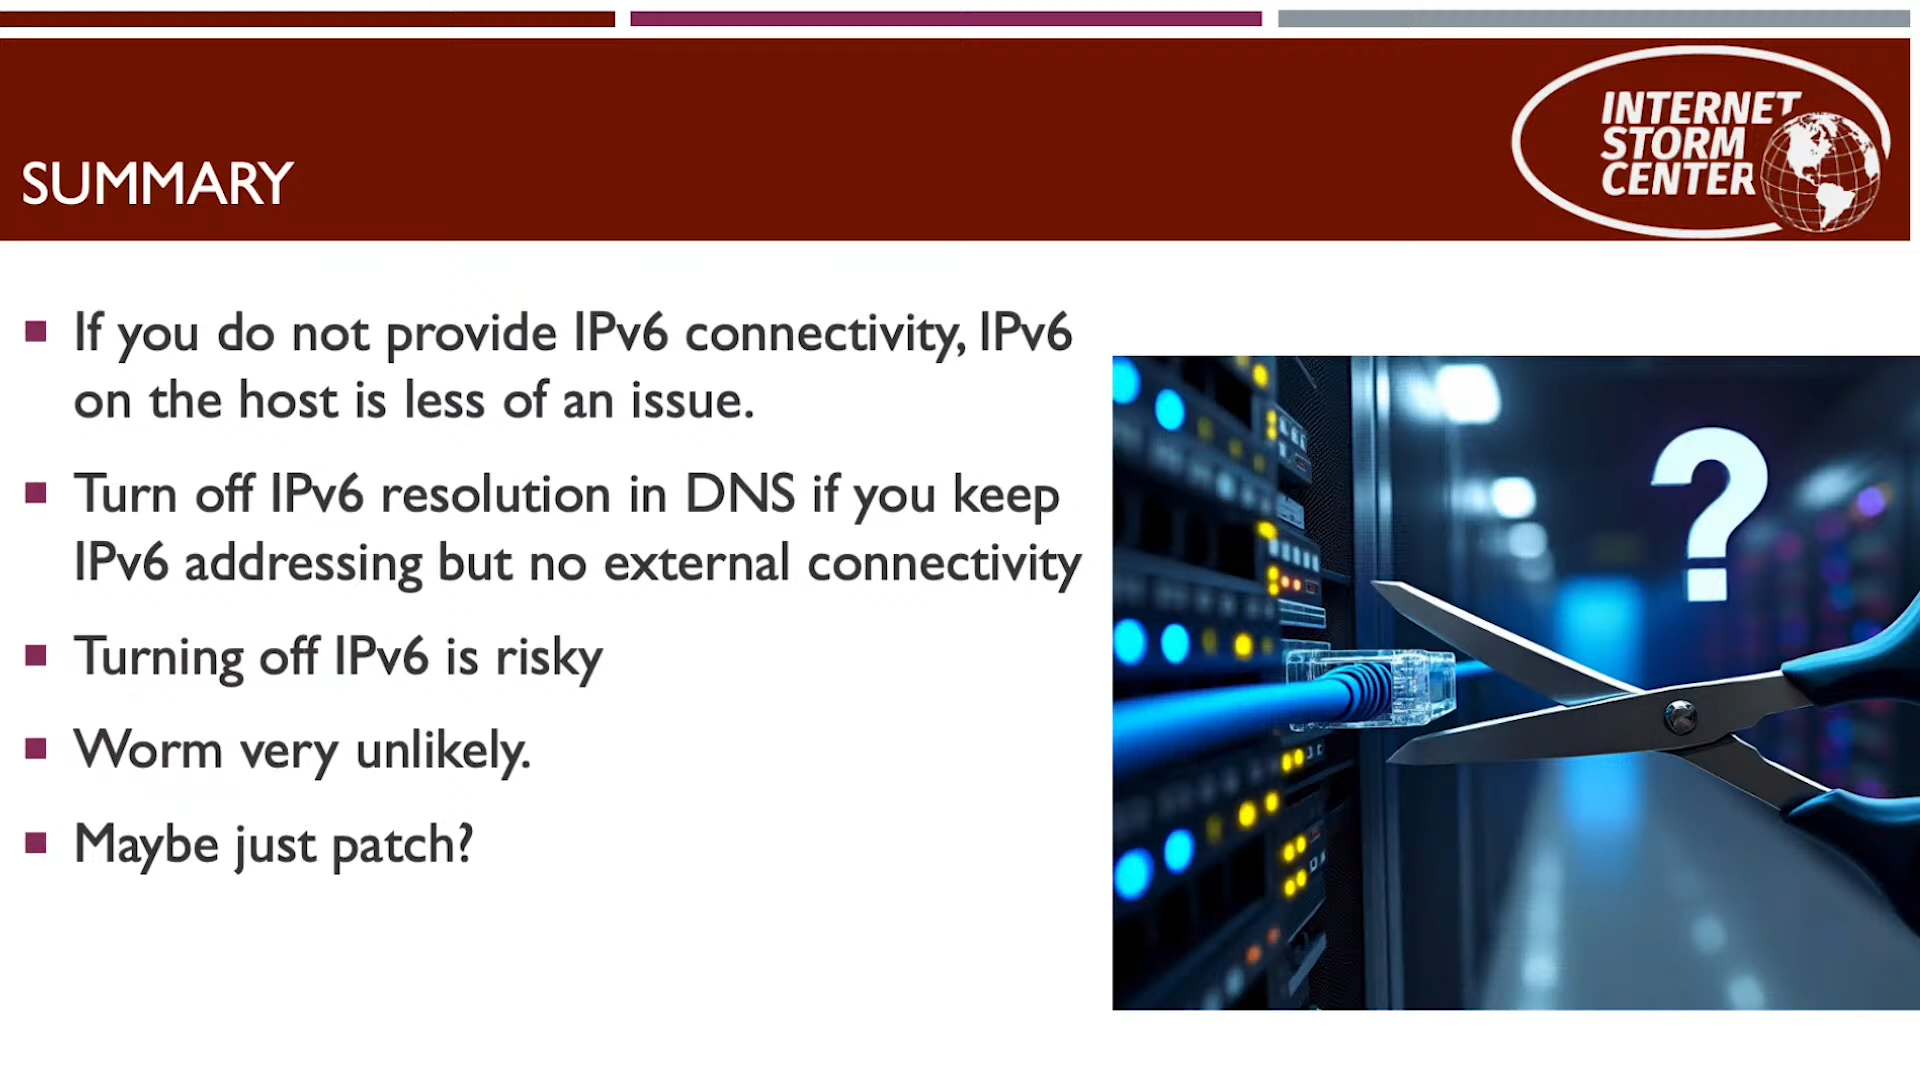 INTERNET
STORM
CENTER
SUMMARY
If you do not provide IPv6 connectivity, IPv6
on the host is less of an issue.
Turn off IPv6 resolution in DNS if you keep
IPv6 addressing but no external connectivity
Turning off IPv6 is risky
Worm very unlikely.
Maybe just patch?
?